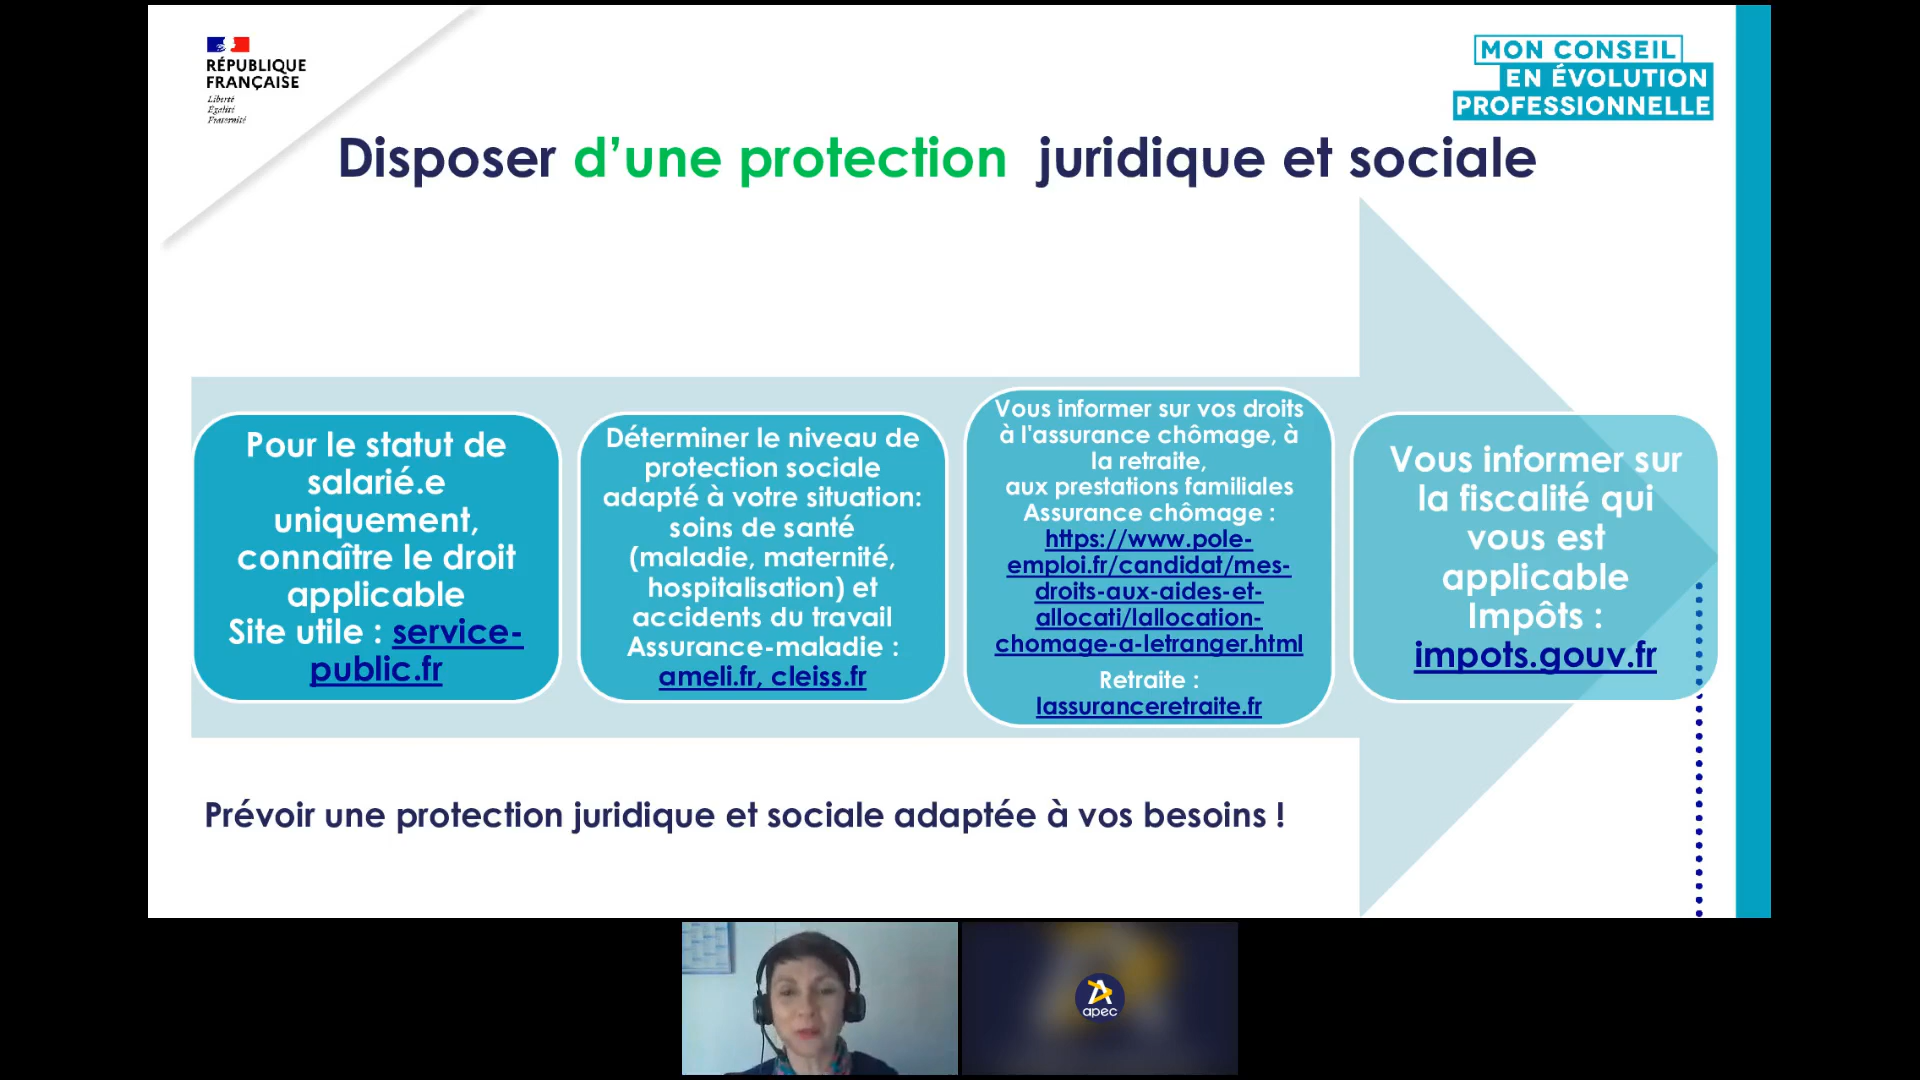 RÉPUBLIQUE
FRANÇAISE
Liberté
Égalité
Fraternité
MON CONSEIL
EN ÉVOLUTION
PROFESSIONNELLE
Disposer d’une protection juridique et sociale
Pour le statut de
salarié.e
uniquement,
connaître le droit
applicable
Site utile : service-
public.fr
Déterminer le niveau de
protection sociale
adapté à votre situation:
soins de santé
(maladie, maternité,
hospitalisation) et
accidents du travail
Assurance-maladie :
ameli.fr, cleiss.fr
Vous informer sur vos droits
à l'assurance chômage, à
la retraite,
aux prestations familiales
Assurance chômage :
https://www.pole-
emploi.fr/candidat/mes-
droits-aux-aides-et-
allocati/lallocation-
chomage-a-letranger.html
Retraite :
lassuranceretraite.fr
Vous informer sur
la fiscalité qui
vous est
applicable
Impôts :
impots.gouv.fr
Prévoir une protection juridique et sociale adaptée à vos besoins !
apec